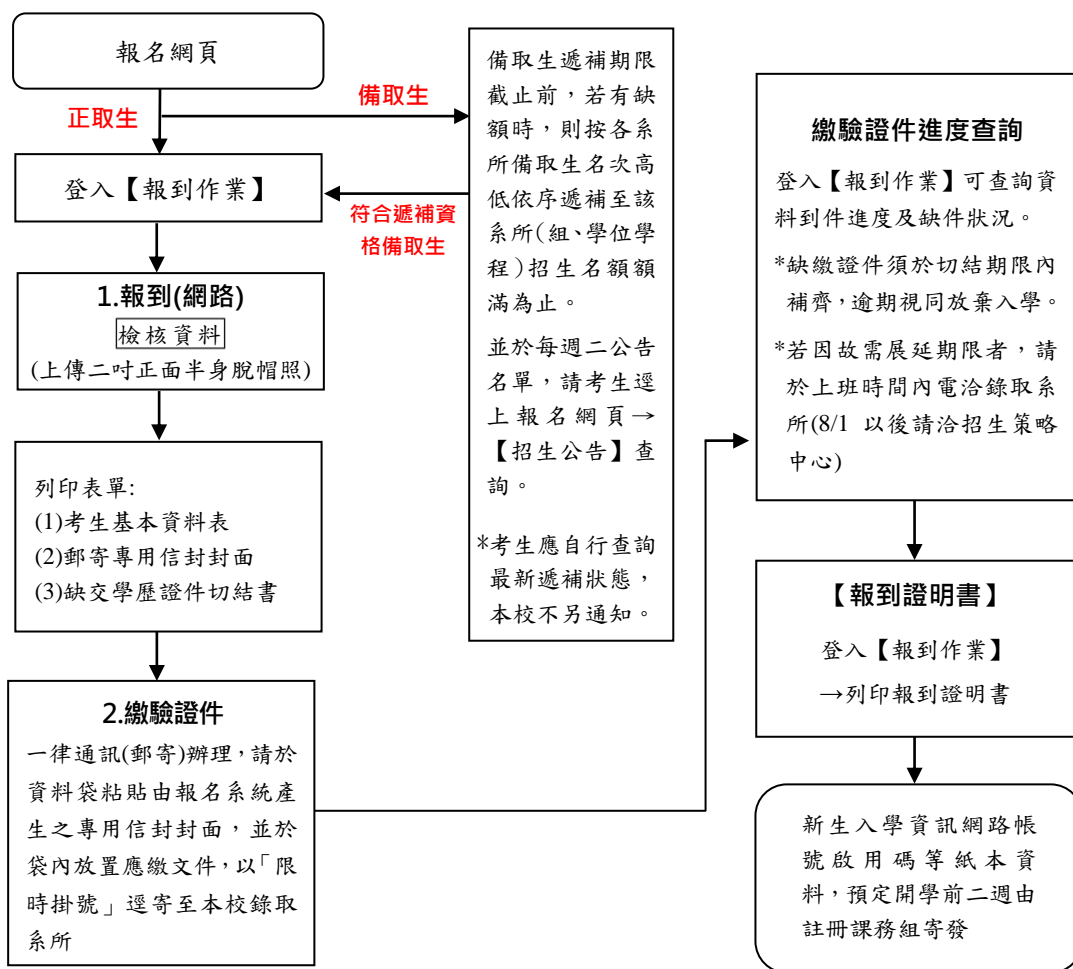 報名網頁
正取生
備取生
登入【報到作業】
符合遞補資
格備取生
1.報到(網路)
檢核資料
(上傳二吋正面半身脫帽照)
列印表單:
(1)考生基本資料表
(2)郵寄專用信封封面
(3)缺交學歷證件切結書
2.繳驗證件
一律通訊(郵寄)辦理，請於
資料袋粘貼由報名系統產
生之專用信封封面，並於
袋內放置應繳文件，以「限
時掛號」逕寄至本校錄取
系所
備取生遞補期限
截止前，若有缺
額時，則按各系
所備取生名次高
低依序遞補至該
系所(組、學位學
程)招生名額額
滿為止。
並於每週二公告
名單，請考生逕
上報名網頁→
【招生公告】查
詢。
*考生應自行查詢
最新遞補狀態，
本校不另通知。
繳驗證件進度查詢
登入【報到作業】可查詢資
料到件進度及缺件狀況。
*缺繳證件須於切結期限內
補齊，逾期視同放棄入學。
*若因故需展延期限者，請
於上班時間內電洽錄取系
所(8/1 以後請洽招生策略
中心)
【報到證明書】
登入【報到作業】
→列印報到證明書
新生入學資訊網路帳
號啟用碼等紙本資
料，預定開學前二週由
註冊課務組寄發